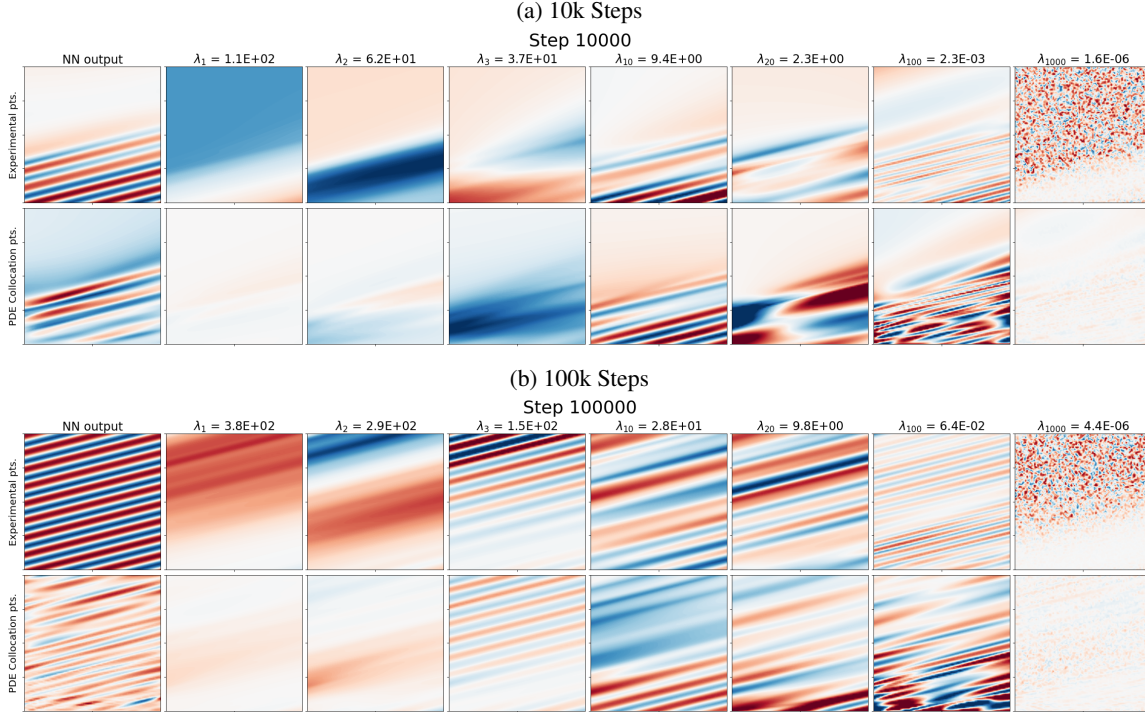 (a) 10k Steps
Step 10000
NN output λ₁ = 1.1E+02 λ₂ = 6.2E+01 λ₃ = 3.7E+01 λ₁₀ = 9.4E+00 λ₂₀ = 2.3E+00 λ₁₀₀ = 2.3E-03 λ₁₀₀₀ = 1.6E-06
Experimental pts.
PDE Collocation pts.
(b) 100k Steps
Step 100000
NN output λ₁ = 3.8E+02 λ₂ = 2.9E+02 λ₃ = 1.5E+02 λ₁₀ = 2.8E+01 λ₂₀ = 9.8E+00 λ₁₀₀ = 6.4E-02 λ₁₀₀₀ = 4.4E-06
Experimental pts.
PDE Collocation pts.